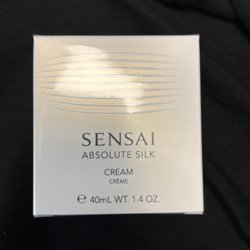 SENSAI
ABSOLUTE SILK
CREAM
CRÈME
℮ 40mL WT. 1.4 OZ.